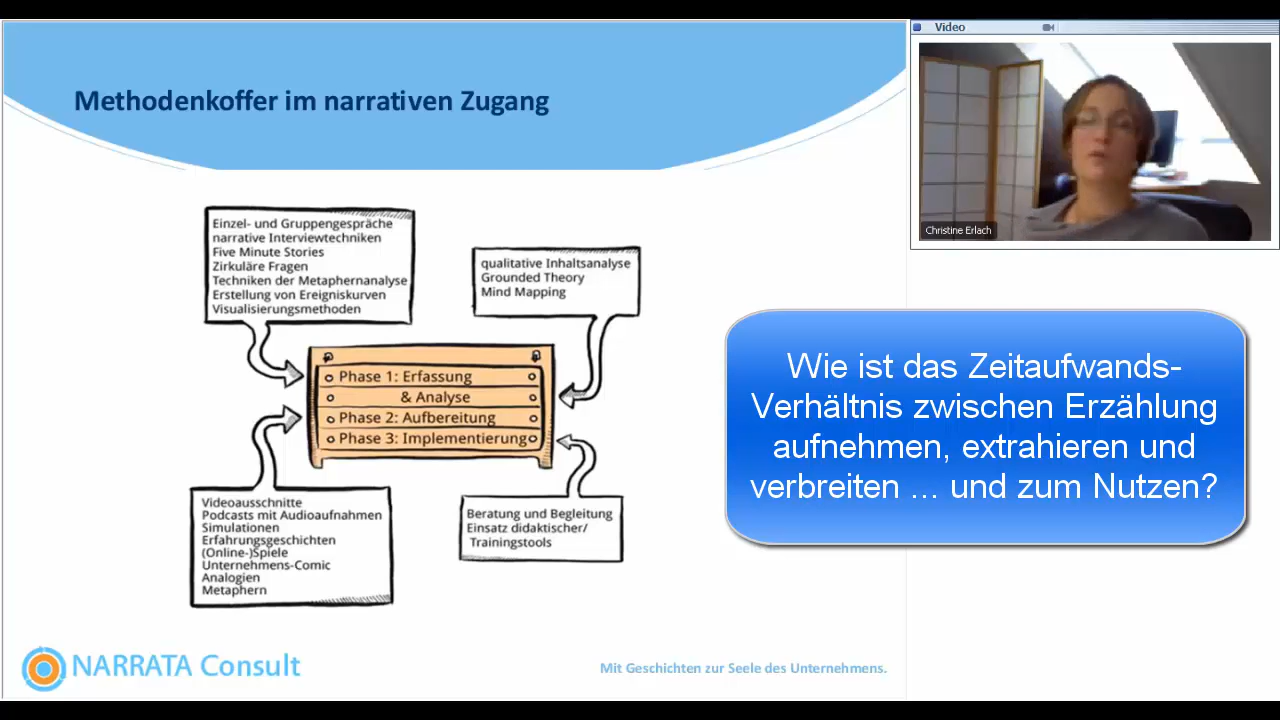 Methodenkoffer im narrativen Zugang
Einzel- und Gruppengespräche
narrative Interviewtechniken
Five Minute Stories
Zirkuläre Fragen
Techniken der Metaphernanalyse
Erstellung von Ereigniskurven
Visualisierungsmethoden
qualitative Inhaltsanalyse
Grounded Theory
Mind Mapping
Phase 1: Erfassung
& Analyse
Phase 2: Aufbereitung
Phase 3: Implementierung
Videoausschnitte
Podcasts mit Audioaufnahmen
Simulationen
Erfahrungsgeschichten
(Online-)Spiele
Unternehmens-Comic
Analogien
Metaphern
Beratung und Begleitung
Einsatz didaktischer/
Trainingstools
NARRATA Consult
Mit Geschichten zur Seele des Unternehmens.
Video
Christine Erlach
Wie ist das Zeitaufwands-
Verhältnis zwischen Erzählung
aufnehmen, extrahieren und
verbreiten ... und zum Nutzen?